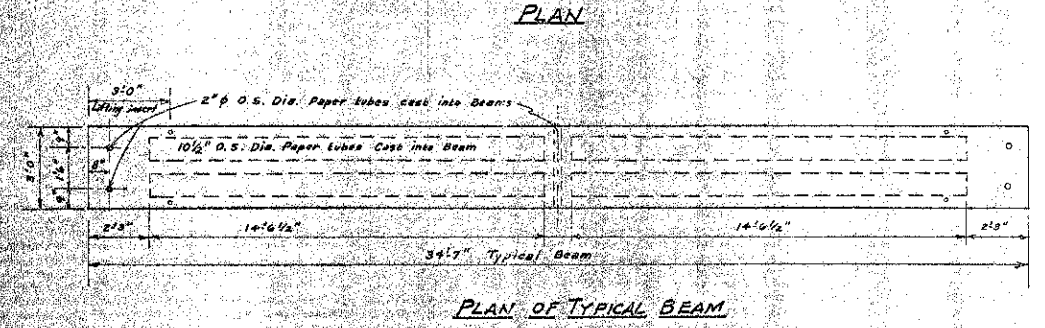 PLAN
3'-0"
Lifting insert
2" φ O.S. Dia. Paper tubes cast into Beams
10½" O.S. Dia. Paper tubes Cast into Beam
3'-0"
9"
1'-6"
9"
8"
2'-3"
14'-6½"
14'-6½"
2'-3"
34'-7" Typical Beam
PLAN OF TYPICAL BEAM